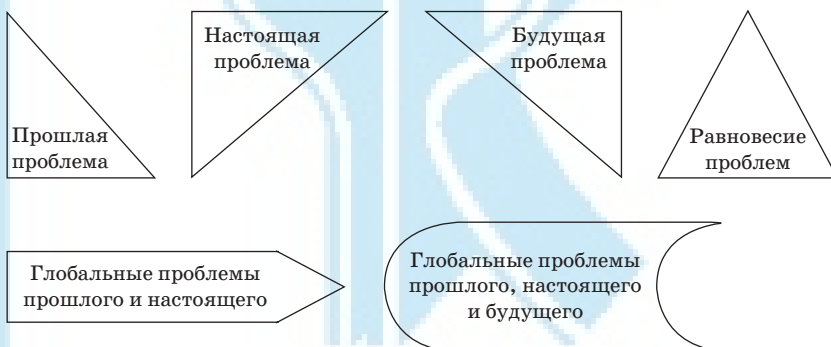 Прошлая
проблема
Настоящая
проблема
Будущая
проблема
Равновесие
проблем
Глобальные проблемы
прошлого и настоящего
Глобальные проблемы
прошлого, настоящего
и будущего